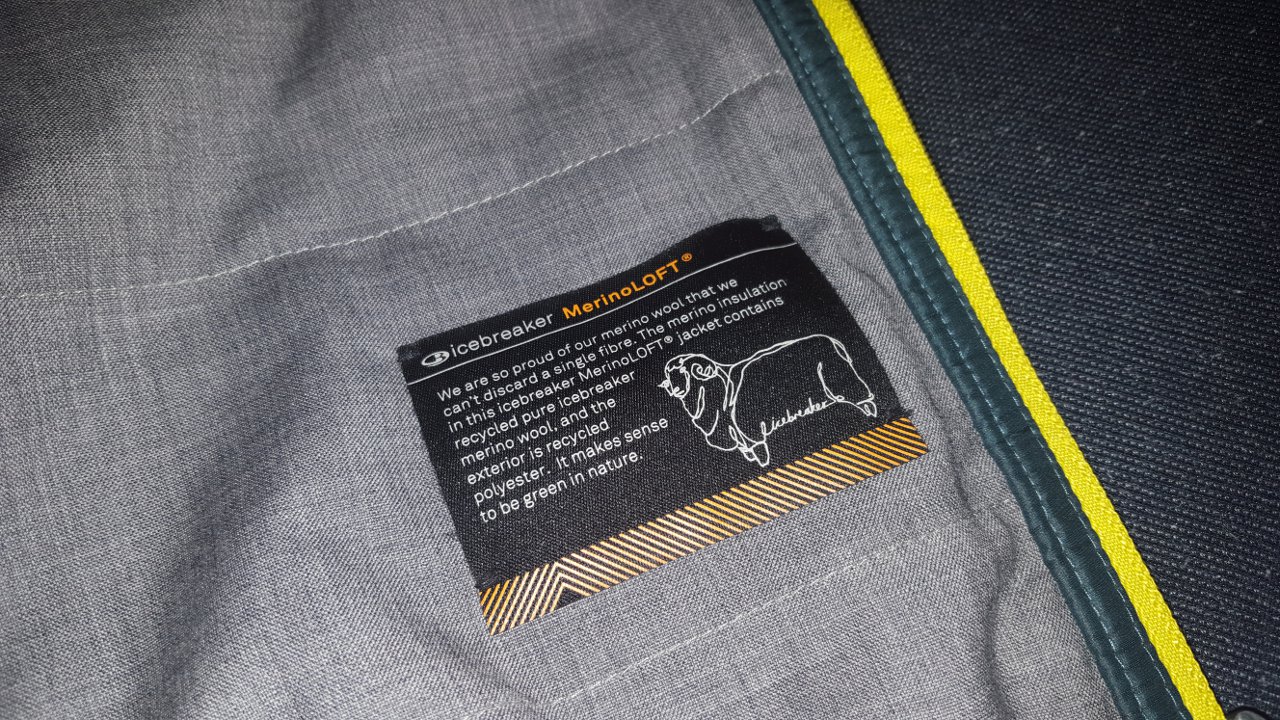 icebreaker MerinoLOFT®
We are so proud of our merino wool that we
can't discard a single fibre. The merino insulation
in this icebreaker MerinoLOFT® jacket contains
recycled pure icebreaker
merino wool, and the
exterior is recycled
polyester. It makes sense
to be green in nature.
icebreaker